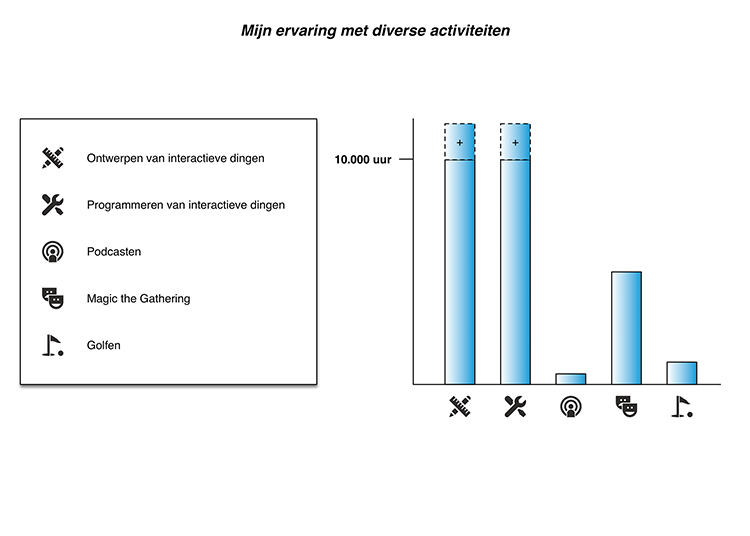 Mijn ervaring met diverse activiteiten
Ontwerpen van interactieve dingen
Programmeren van interactieve dingen
Podcasten
Magic the Gathering
Golfen
10.000 uur
+ +